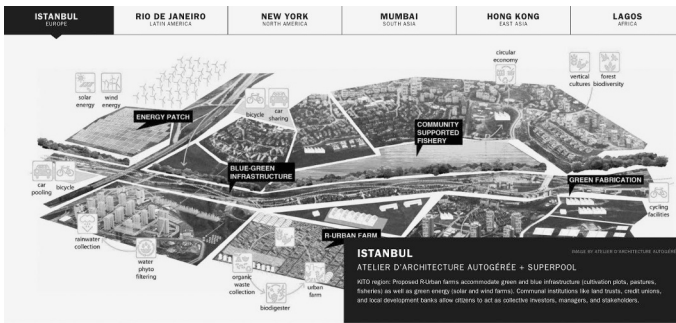 ISTANBUL
EUROPE
RIO DE JANEIRO
LATIN AMERICA
NEW YORK
NORTH AMERICA
MUMBAI
SOUTH ASIA
HONG KONG
EAST ASIA
LAGOS
AFRICA
circular
economy
solar
energy
wind
energy
vertical
cultures
forest
biodiversity
ENERGY PATCH
bicycle
car
sharing
COMMUNITY
SUPPORTED
FISHERY
BLUE-GREEN
INFRASTRUCTURE
GREEN FABRICATION
car
pooling
bicycle
cycling
facilities
rainwater
collection
R-URBAN FARM
water
phyto
filtering
organic
waste
collection
urban
farm
biodigester
ISTANBUL
IMAGE BY ATELIER D'ARCHITECTURE AUTOGÉRÉE
ATELIER D'ARCHITECTURE AUTOGÉRÉE + SUPERPOOL
KITO region: Proposed R-Urban farms accommodate green and blue infrastructure (cultivation plots, pastures,
fisheries) as well as green energy (solar and wind farms). Communal institutions like land trusts, credit unions,
and local development banks allow citizens to act as collective investors, managers, and stakeholders.